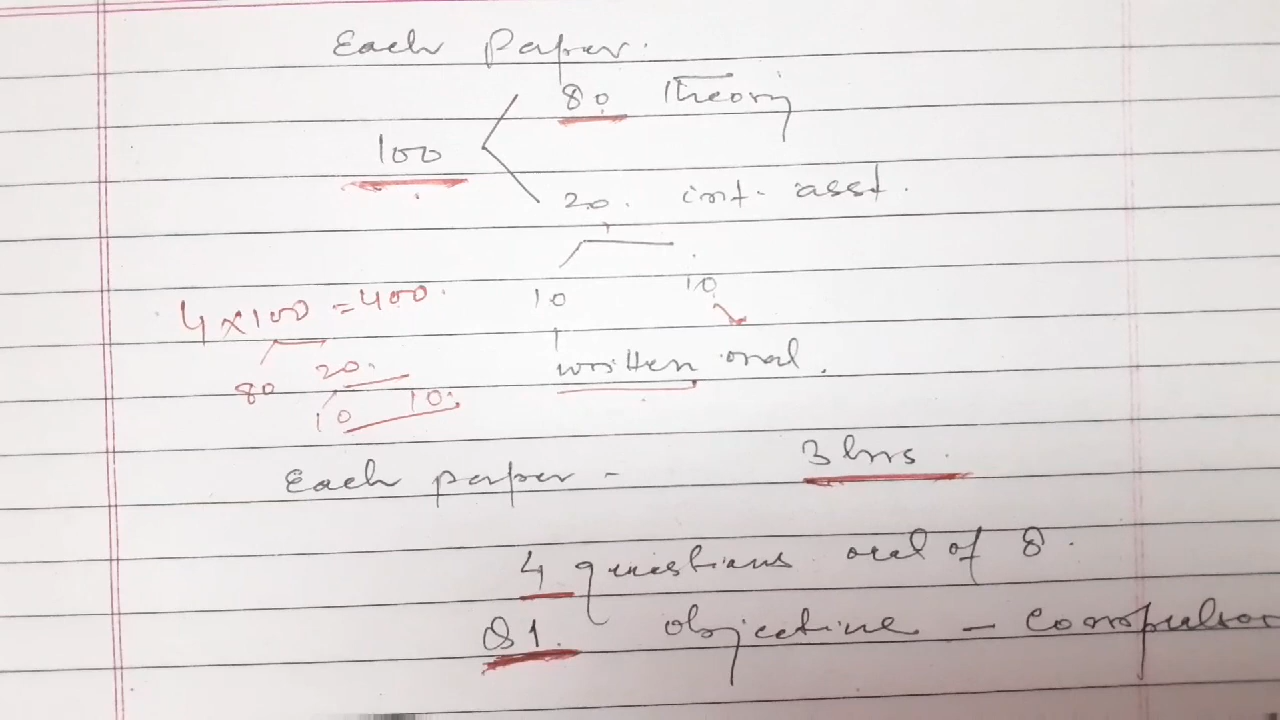 Each Paper.
80 Theory
100
20. int. asst.
10 10
4 x 100 = 400.
written oral.
80 20.
10 10.
Each paper - 3 hrs.
4 questions out of 8.
Q1. objective - Compulsor